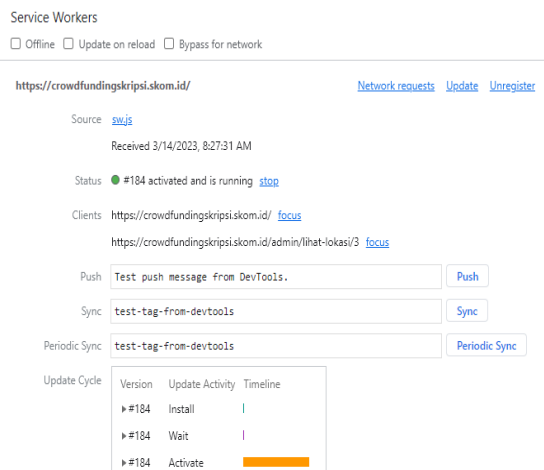 Service Workers
Offline Update on reload Bypass for network
https://crowdfundingskripsi.skom.id/ Network requests Update Unregister
Source sw.js
Received 3/14/2023, 8:27:31 AM
Status #184 activated and is running stop
Clients https://crowdfundingskripsi.skom.id/ focus
https://crowdfundingskripsi.skom.id/admin/lihat-lokasi/3 focus
Push Test push message from DevTools. Push
Sync test-tag-from-devtools Sync
Periodic Sync test-tag-from-devtools Periodic Sync
Update Cycle Version Update Activity Timeline
#184 Install
#184 Wait
#184 Activate